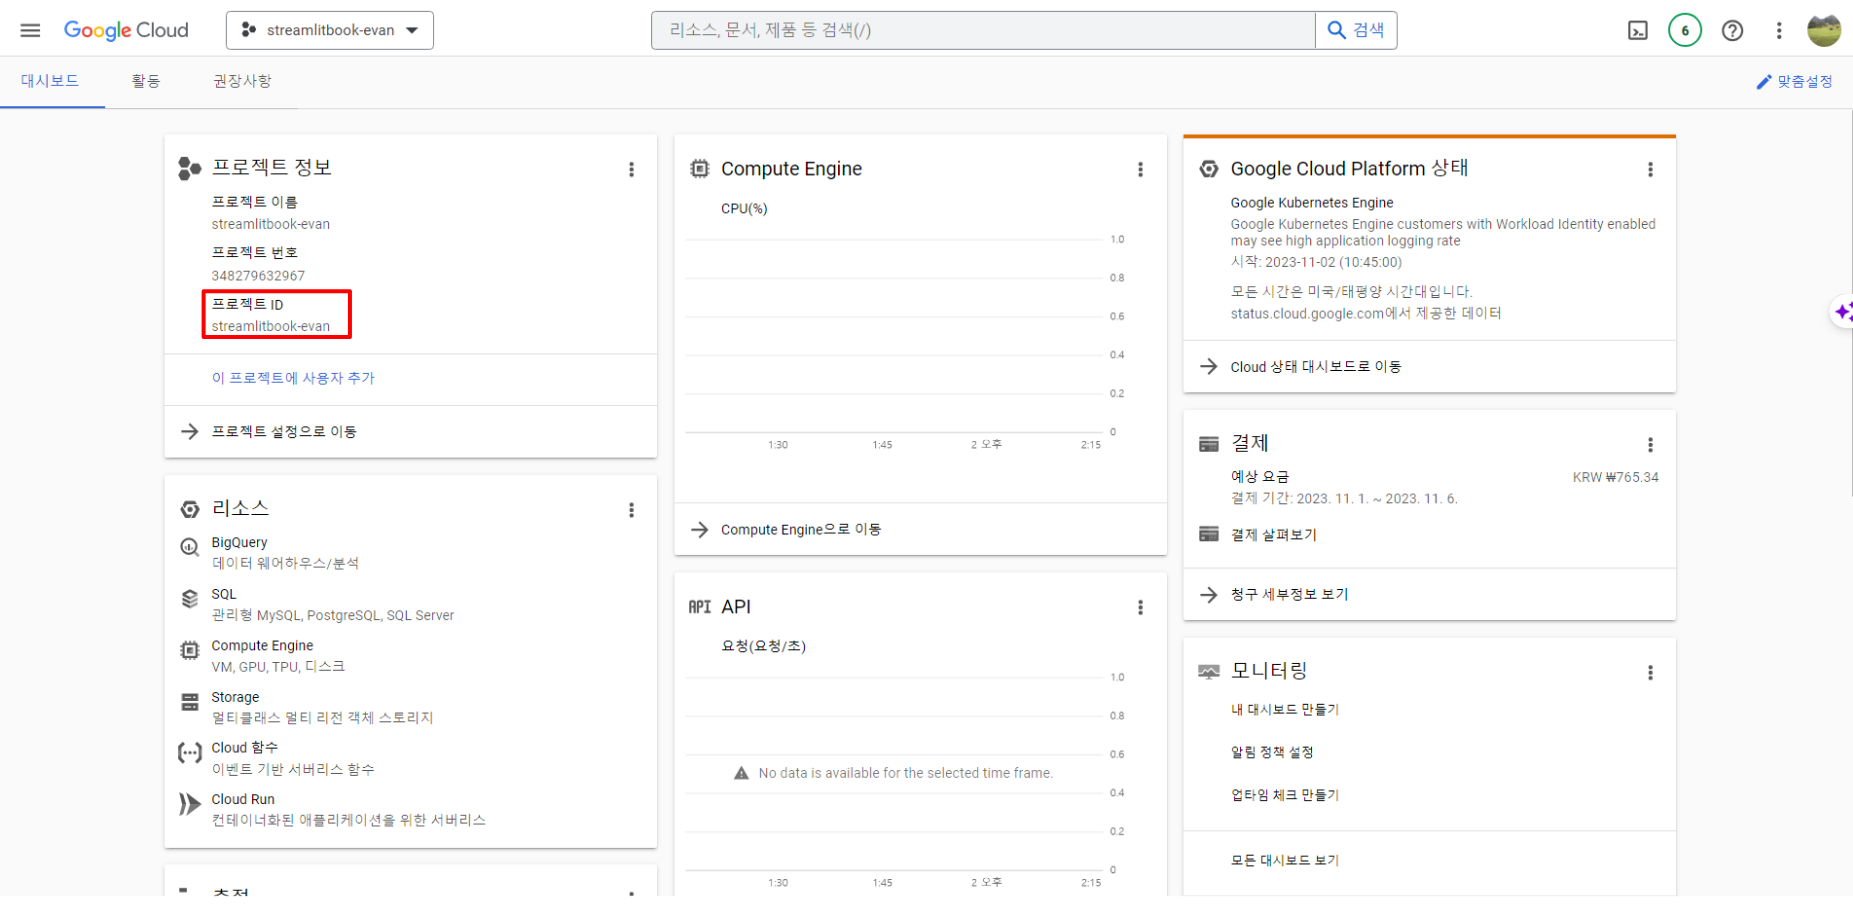 Google Cloud
streamlitbook-evan
리소스, 문서, 제품 등 검색(/)
검색
6
대시보드
활동
권장사항
맞춤설정
프로젝트 정보
프로젝트 이름
streamlitbook-evan
프로젝트 번호
348279632967
프로젝트 ID
streamlitbook-evan
이 프로젝트에 사용자 추가
프로젝트 설정으로 이동
리소스
BigQuery
데이터 웨어하우스/분석
SQL
관리형 MySQL, PostgreSQL, SQL Server
Compute Engine
VM, GPU, TPU, 디스크
Storage
멀티클래스 멀티 리전 객체 스토리지
Cloud 함수
이벤트 기반 서버리스 함수
Cloud Run
컨테이너화된 애플리케이션을 위한 서버리스
Compute Engine
CPU(%)
1.0
0.8
0.6
0.4
0.2
0
1:30
1:45
2 오후
2:15
Compute Engine으로 이동
API API
요청(요청/초)
1.0
0.8
0.6
No data is available for the selected time frame.
0.4
0.2
0
1:30
1:45
2 오후
2:15
Google Cloud Platform 상태
Google Kubernetes Engine
Google Kubernetes Engine customers with Workload Identity enabled
may see high application logging rate
시작: 2023-11-02 (10:45:00)
모든 시간은 미국/태평양 시간대입니다.
status.cloud.google.com에서 제공한 데이터
Cloud 상태 대시보드로 이동
결제
예상 요금
KRW ₩765.34
결제 기간: 2023. 11. 1. ~ 2023. 11. 6.
결제 살펴보기
청구 세부정보 보기
모니터링
내 대시보드 만들기
알림 정책 설정
업타임 체크 만들기
모든 대시보드 보기